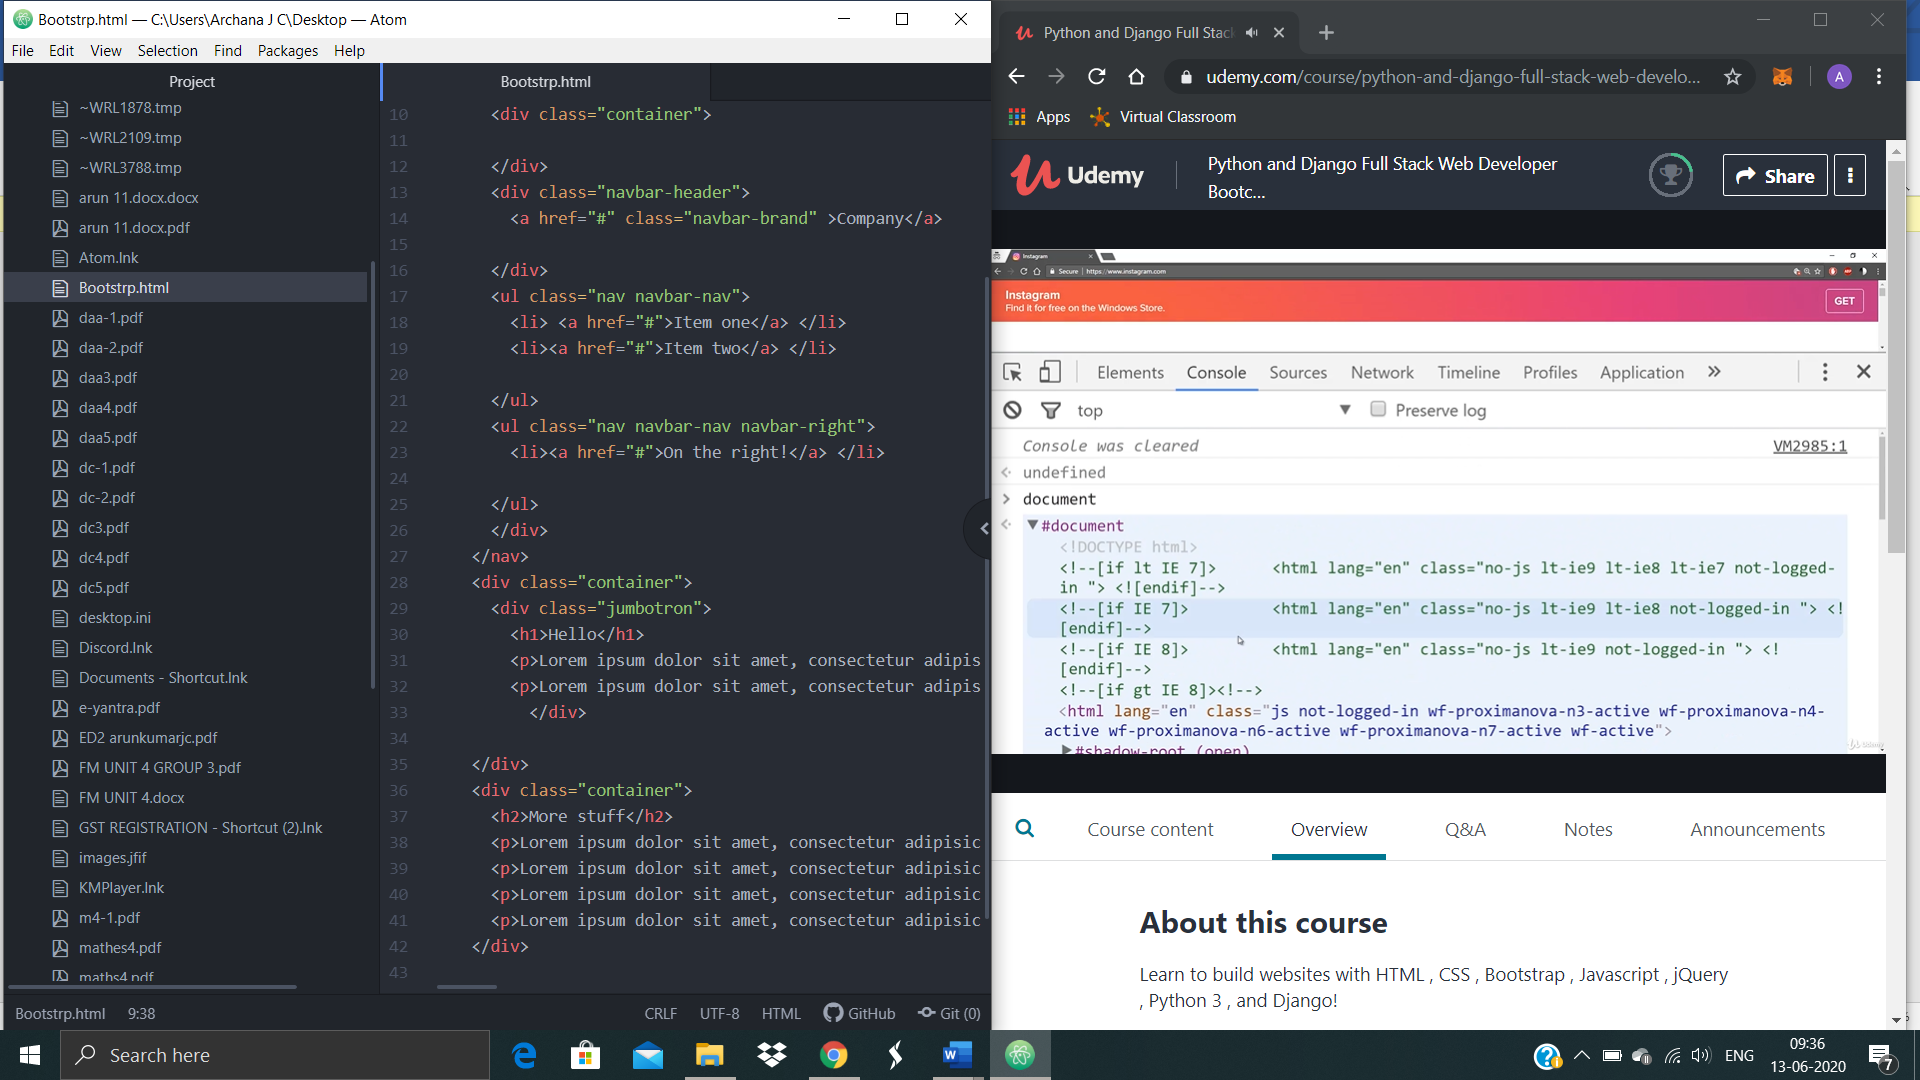 Bootstrp.html — C:\Users\Archana J C\Desktop — Atom
File Edit View Selection Find Packages Help
Project
~WRL1878.tmp
~WRL2109.tmp
~WRL3788.tmp
arun 11.docx.docx
arun 11.docx.pdf
Atom.lnk
Bootstrp.html
daa-1.pdf
daa-2.pdf
daa3.pdf
daa4.pdf
daa5.pdf
dc-1.pdf
dc-2.pdf
dc3.pdf
dc4.pdf
dc5.pdf
desktop.ini
Discord.lnk
Documents - Shortcut.lnk
e-yantra.pdf
ED2 arunkumarjc.pdf
FM UNIT 4 GROUP 3.pdf
FM UNIT 4.docx
GST REGISTRATION - Shortcut (2).lnk
images.jfif
KMPlayer.lnk
m4-1.pdf
mathes4.pdf
maths4.pdf
Bootstrp.html
10 <div class="container">
11
12 </div>
13 <div class="navbar-header">
14 <a href="#" class="navbar-brand" >Company</a>
15
16 </div>
17 <ul class="nav navbar-nav">
18 <li> <a href="#">Item one</a> </li>
19 <li><a href="#">Item two</a> </li>
20
21 </ul>
22 <ul class="nav navbar-nav navbar-right">
23 <li><a href="#">On the right!</a> </li>
24
25 </ul>
26 </div>
27 </nav>
28 <div class="container">
29 <div class="jumbotron">
30 <h1>Hello</h1>
31 <p>Lorem ipsum dolor sit amet, consectetur adipis
32 <p>Lorem ipsum dolor sit amet, consectetur adipis
33 </div>
34
35 </div>
36 <div class="container">
37 <h2>More stuff</h2>
38 <p>Lorem ipsum dolor sit amet, consectetur adipisic
39 <p>Lorem ipsum dolor sit amet, consectetur adipisic
40 <p>Lorem ipsum dolor sit amet, consectetur adipisic
41 <p>Lorem ipsum dolor sit amet, consectetur adipisic
42 </div>
43
Bootstrp.html 9:38 CRLF UTF-8 HTML GitHub Git (0)
Python and Django Full Stac
udemy.com/course/python-and-django-full-stack-web-develo... A
Apps Virtual Classroom
Udemy
Python and Django Full Stack Web Developer
Bootc...
Share
Instagram
Secure https://www.instagram.com
Instagram
Find it for free on the Windows Store.
GET
Elements Console Sources Network Timeline Profiles Application »
top Preserve log
Console was cleared VM2985:1
undefined
document
#document
<!DOCTYPE html>
<!--[if lt IE 7]> <html lang="en" class="no-js lt-ie9 lt-ie8 lt-ie7 not-logged-
in "> <![endif]-->
<!--[if IE 7]> <html lang="en" class="no-js lt-ie9 lt-ie8 not-logged-in "> <!
[endif]-->
<!--[if IE 8]> <html lang="en" class="no-js lt-ie9 not-logged-in "> <!
[endif]-->
<!--[if gt IE 8]><!-->
<html lang="en" class="js not-logged-in wf-proximanova-n3-active wf-proximanova-n4-
active wf-proximanova-n6-active wf-proximanova-n7-active wf-active">
#shadow-root (open)
Udemy
Course content Overview Q&A Notes Announcements
About this course
Learn to build websites with HTML , CSS , Bootstrap , Javascript , jQuery
, Python 3 , and Django!
Search here
ENG
09:36
13-06-2020
7